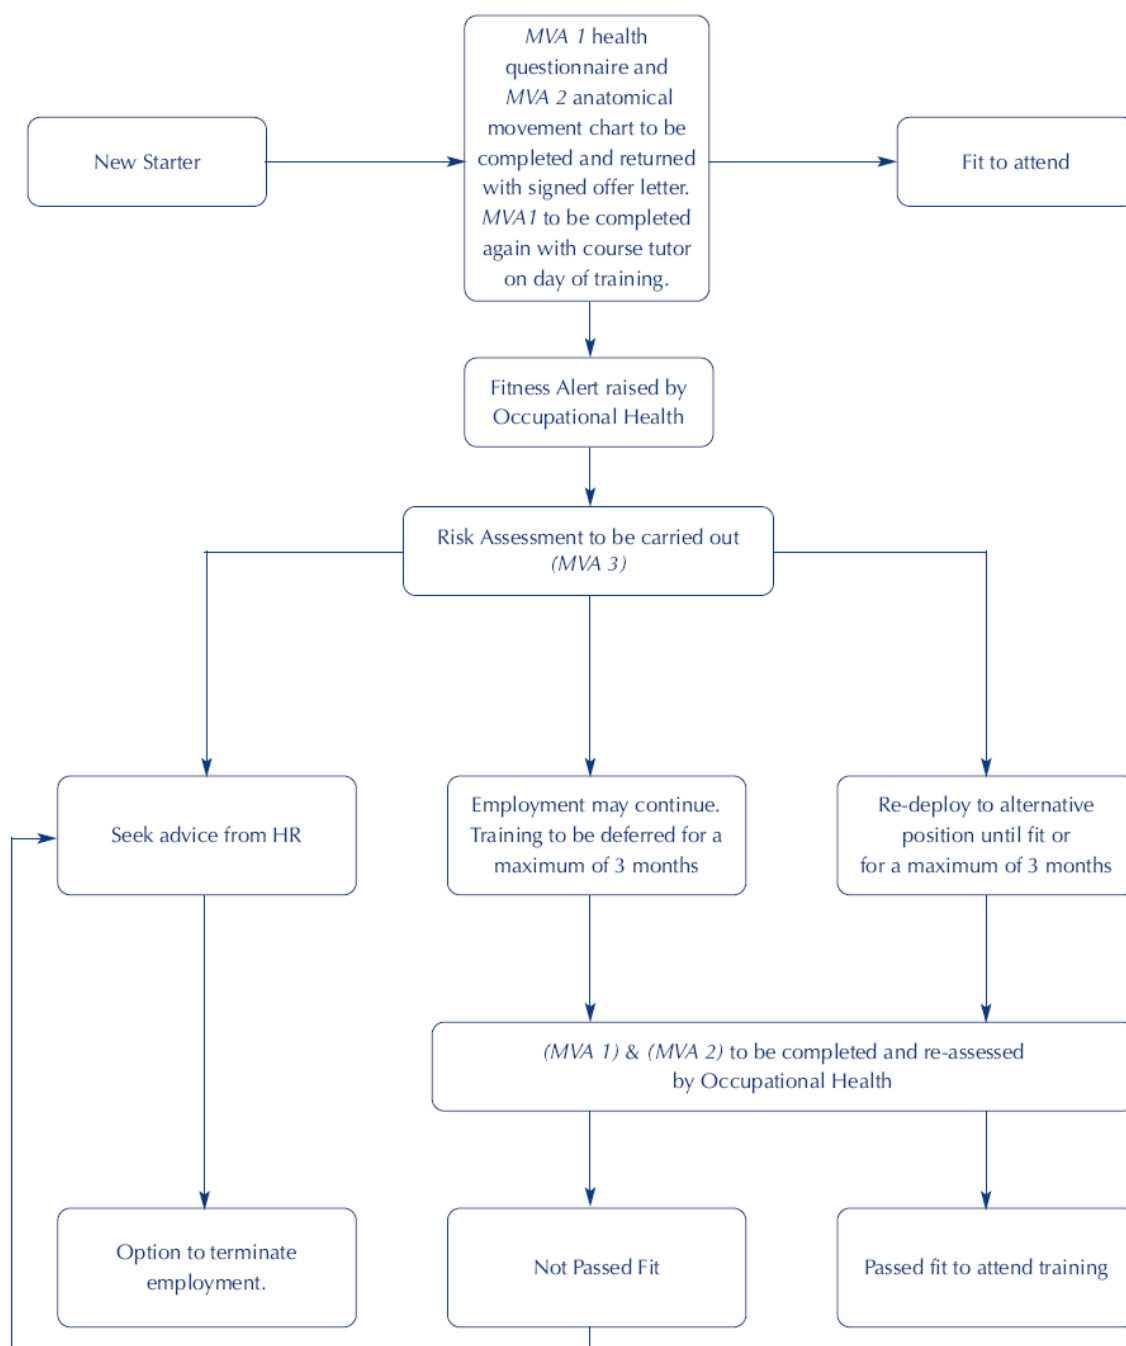 MVA 1 health
questionnaire and
MVA 2 anatomical
movement chart to be
completed and returned
with signed offer letter.
MVA1 to be completed
again with course tutor
on day of training.
New Starter
Fit to attend
Fitness Alert raised by
Occupational Health
Risk Assessment to be carried out
(MVA 3)
Seek advice from HR
Employment may continue.
Training to be deferred for a
maximum of 3 months
Re-deploy to alternative
position until fit or
for a maximum of 3 months
(MVA 1) & (MVA 2) to be completed and re-assessed
by Occupational Health
Option to terminate
employment.
Not Passed Fit
Passed fit to attend training